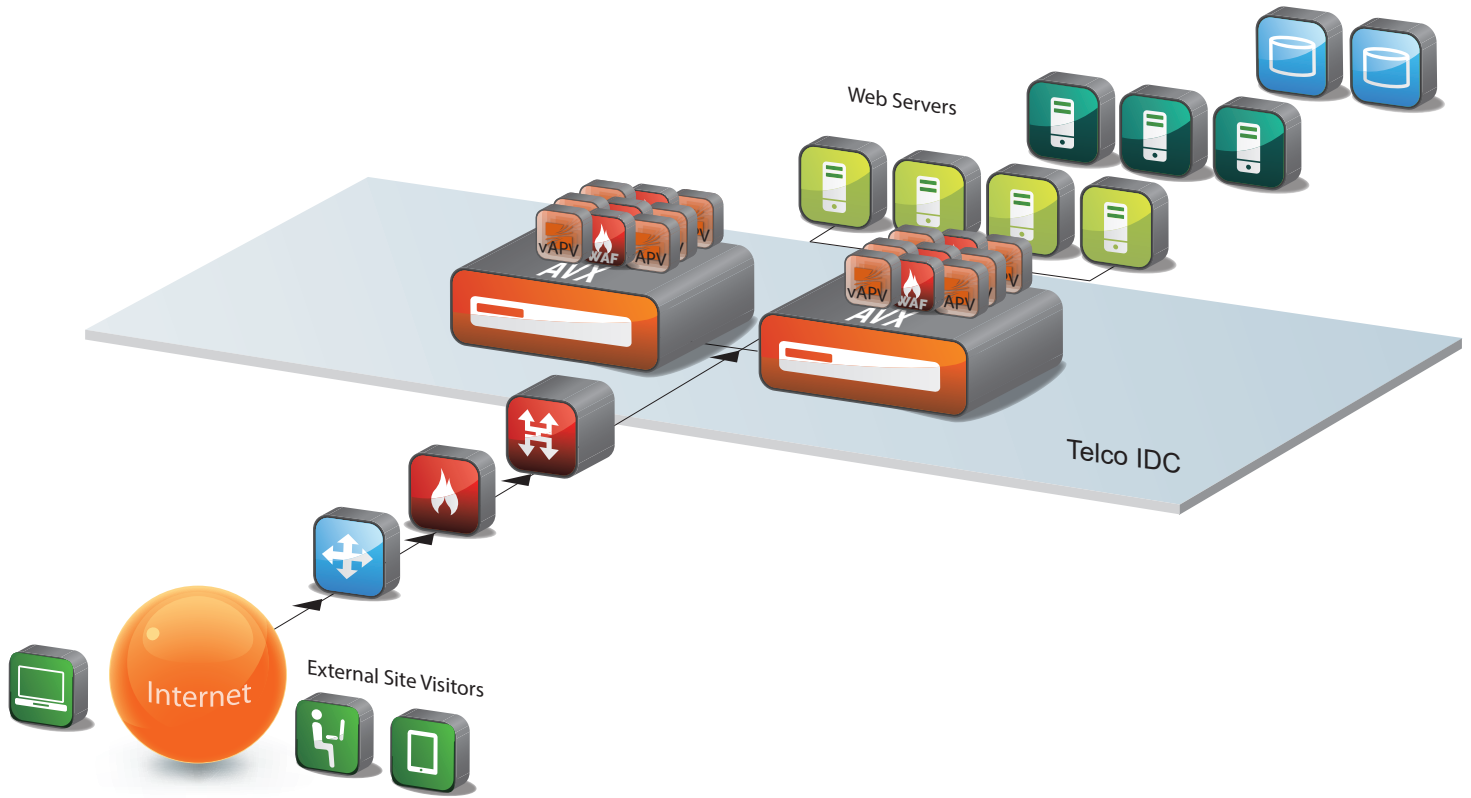 Web Servers
vAPV
WAF
APV
AVX
vAPV
WAF
APV
AVX
Telco IDC
External Site Visitors
Internet